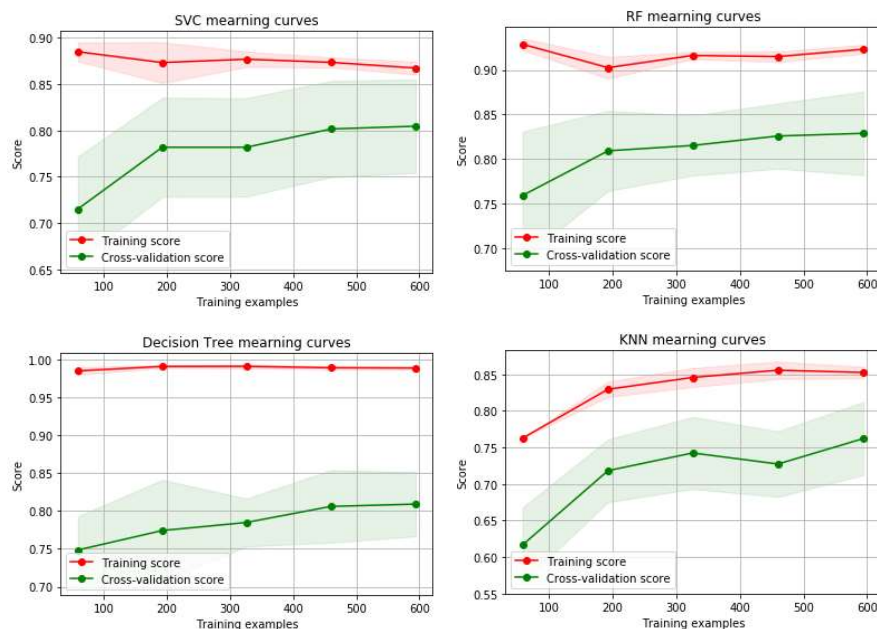 SVC mearning curves
0.90
0.85
0.80
0.75
0.70
0.65
Score
Training score
Cross-validation score
100 200 300 400 500 600
Training examples
RF mearning curves
0.90
0.85
0.80
0.75
0.70
Score
Training score
Cross-validation score
100 200 300 400 500 600
Training examples
Decision Tree mearning curves
1.00
0.95
0.90
0.85
0.80
0.75
0.70
Score
Training score
Cross-validation score
100 200 300 400 500 600
Training examples
KNN mearning curves
0.85
0.80
0.75
0.70
0.65
0.60
0.55
Score
Training score
Cross-validation score
100 200 300 400 500 600
Training examples